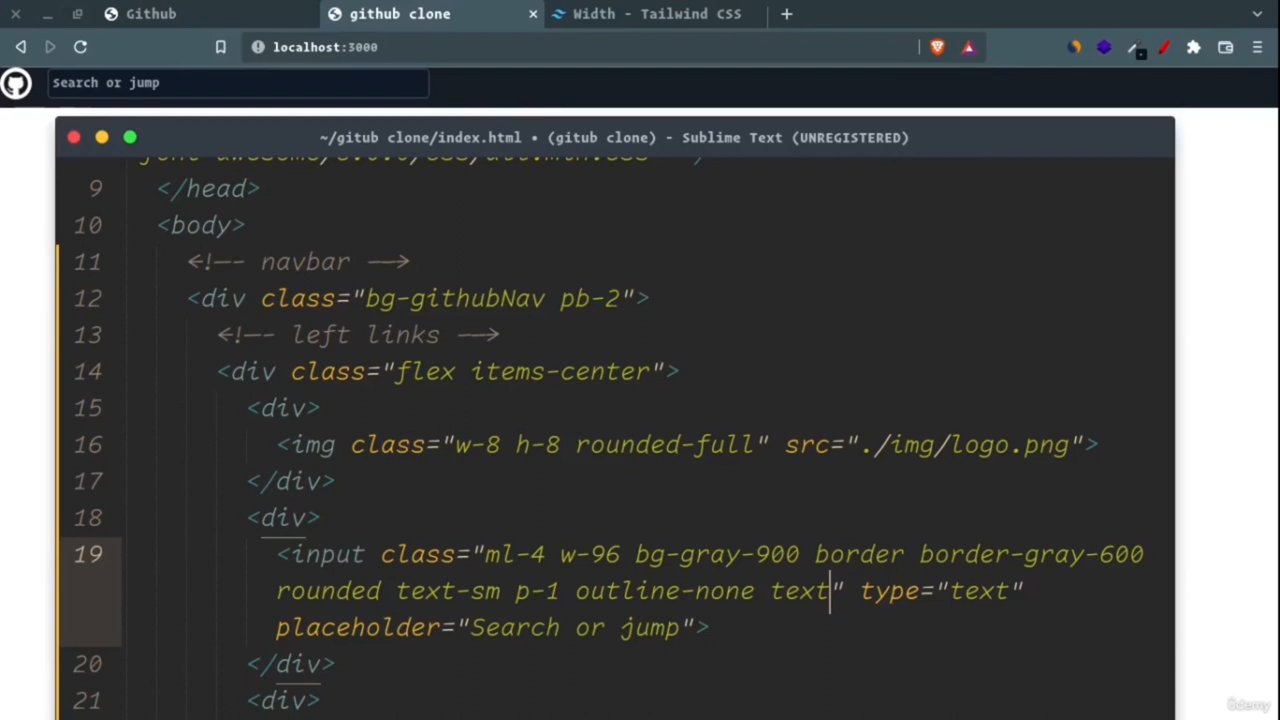 Github
github clone
Width - Tailwind CSS
localhost:3000
search or jump
~/gitub clone/index.html • (gitub clone) - Sublime Text (UNREGISTERED)
9 </head>
10 <body>
11 <!-- navbar -->
12 <div class="bg-githubNav pb-2">
13 <!-- left links -->
14 <div class="flex items-center">
15 <div>
16 <img class="w-8 h-8 rounded-full" src="./img/logo.png">
17 </div>
18 <div>
19 <input class="ml-4 w-96 bg-gray-900 border border-gray-600
rounded text-sm p-1 outline-none text" type="text"
placeholder="Search or jump">
20 </div>
21 <div>
ûdemy